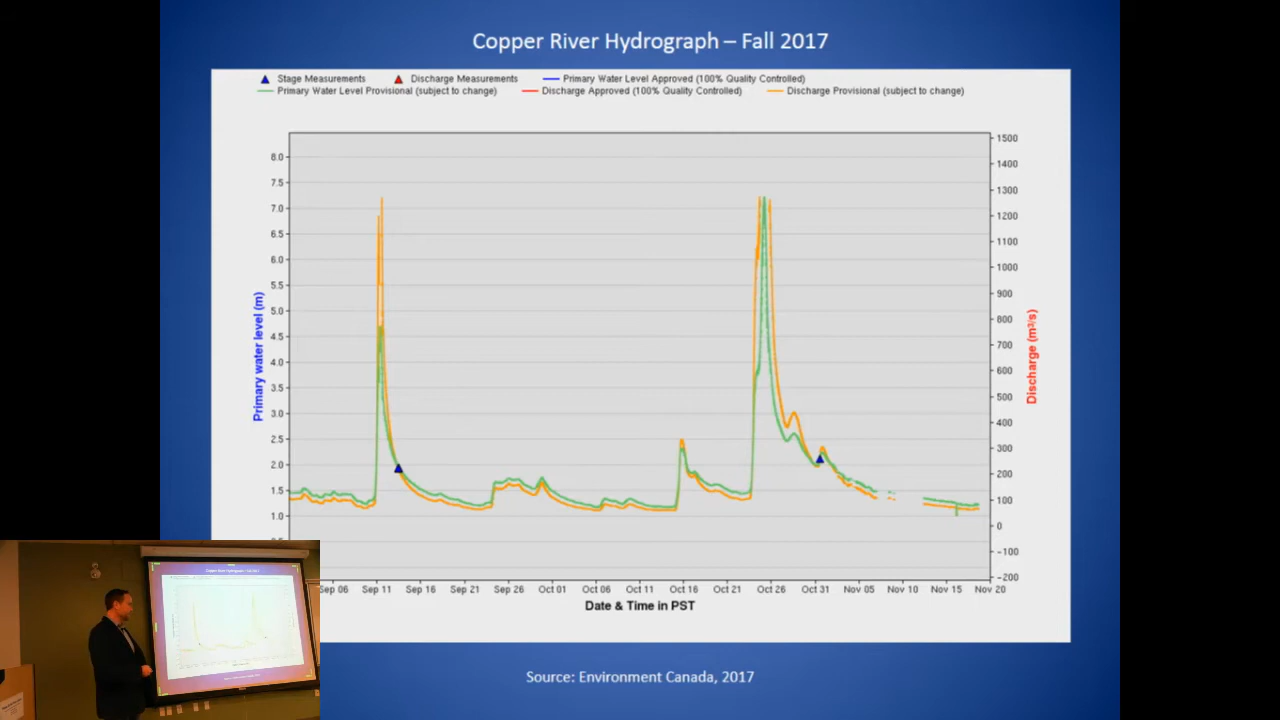 Copper River Hydrograph – Fall 2017
Stage Measurements Discharge Measurements Primary Water Level Approved (100% Quality Controlled)
Primary Water Level Provisional (subject to change) Discharge Approved (100% Quality Controlled) Discharge Provisional (subject to change)
1500
8.0 1400
7.5 1300
7.0 1200
6.5 1100
6.0 1000
5.5 900
5.0 800
4.5 700
4.0 600
3.5 500
3.0 400
2.5 300
2.0 200
1.5 100
1.0 0
-100
-200
Primary water level (m)
Discharge (m³/s)
Sep 06 Sep 11 Sep 16 Sep 21 Sep 26 Oct 01 Oct 06 Oct 11 Oct 16 Oct 21 Oct 26 Oct 31 Nov 05 Nov 10 Nov 15 Nov 20
Date & Time in PST
Source: Environment Canada, 2017
Copper River Hydrograph – Fall 2017